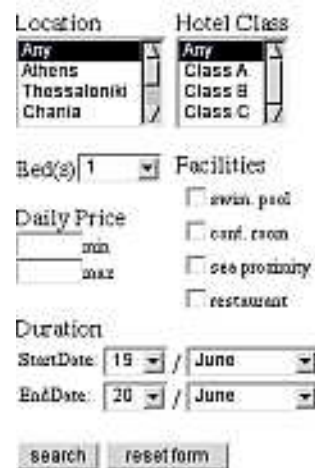 Location Hotel Class
Any Any
Athens Class A
Thessaloniki Class B
Chania Class C
Bed(s) 1 Facilities
swim. pool
Daily Price
conf. room
min
sea proximity
max
restaurant
Duration
StartDate: 19 / June
EndDate: 20 / June
search reset form